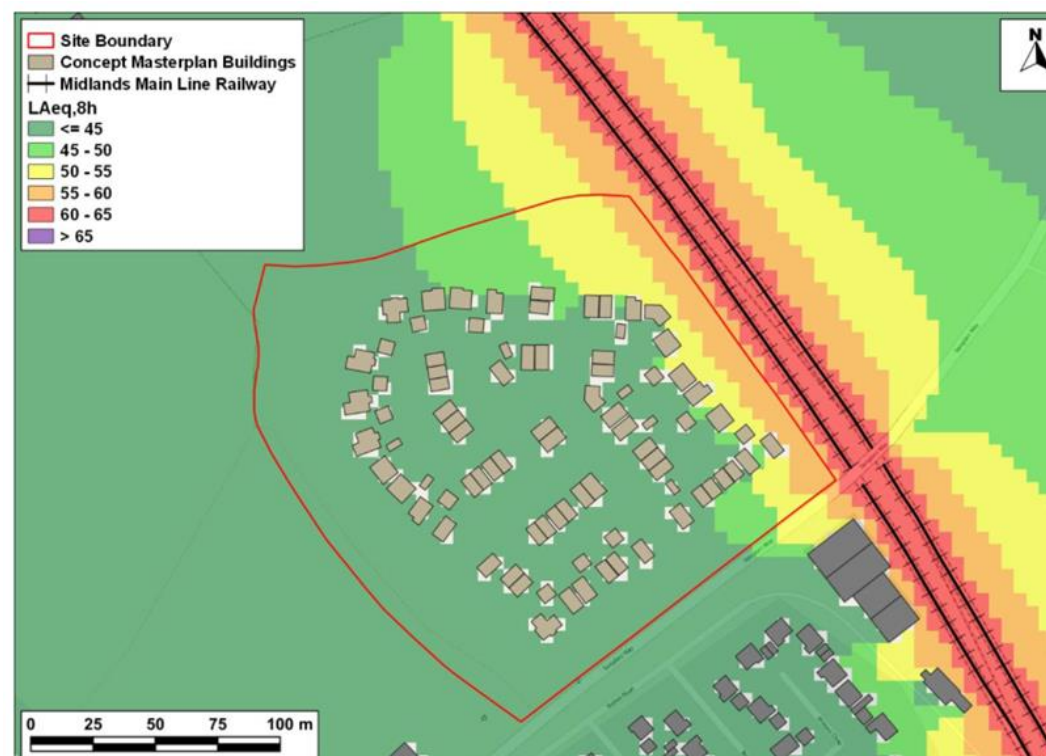 Site Boundary
Concept Masterplan Buildings
Midlands Main Line Railway
LAeq,8h
<= 45
45 - 50
50 - 55
55 - 60
60 - 65
> 65
N
0 25 50 75 100 m